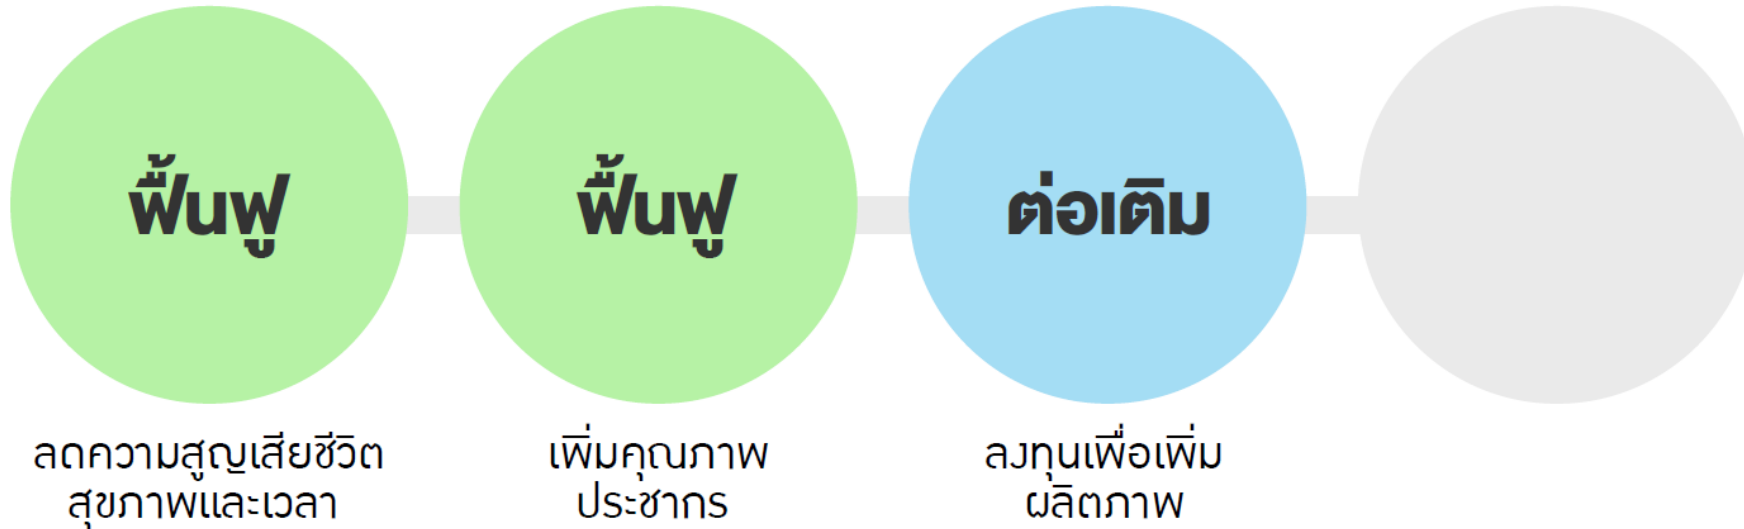 ฟื้นฟู
ฟื้นฟู
ต่อเติม
ลดความสูญเสียชีวิต
สุขภาพและเวลา
เพิ่มคุณภาพ
ประชากร
ลงทุนเพื่อเพิ่ม
ผลิตภาพ